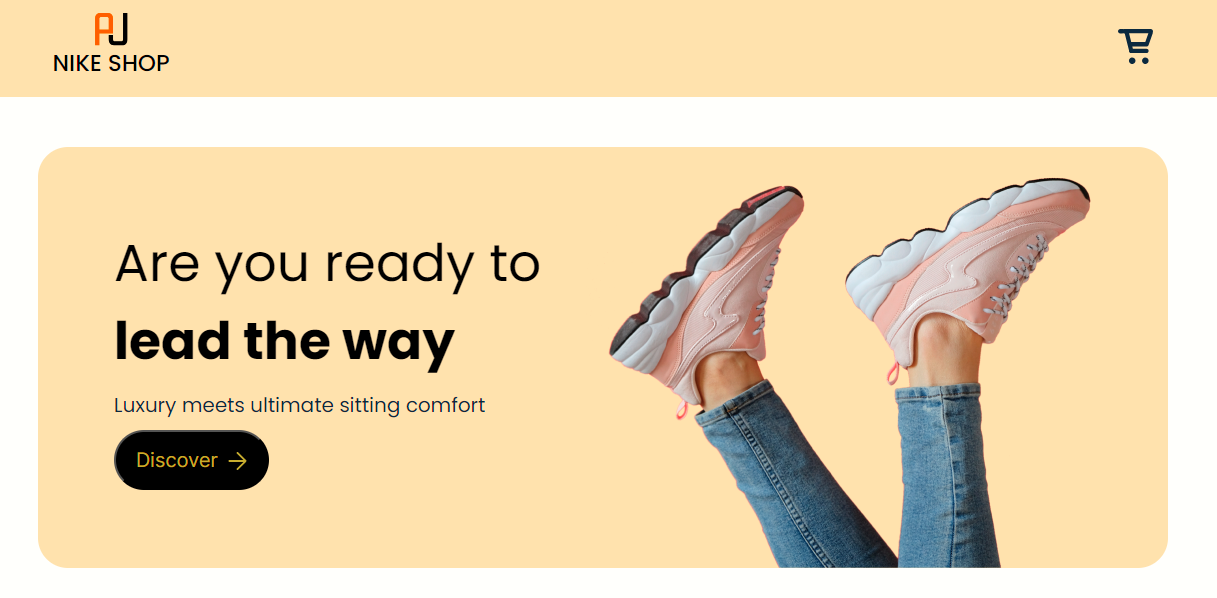 AJ
NIKE SHOP
Are you ready to
lead the way
Luxury meets ultimate sitting comfort
Discover →